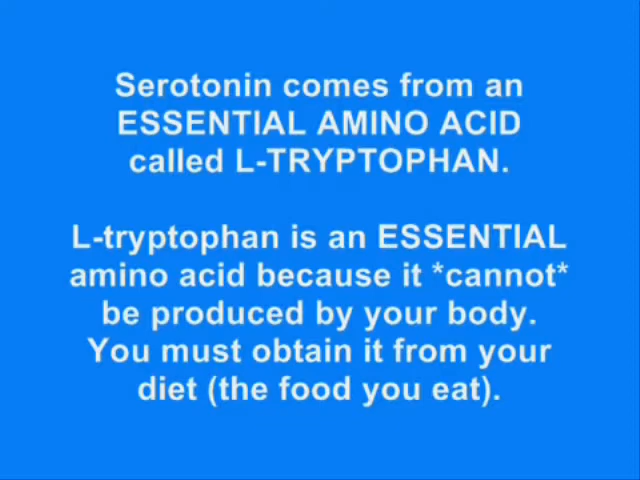 Serotonin comes from an
ESSENTIAL AMINO ACID
called L-TRYPTOPHAN.
L-tryptophan is an ESSENTIAL
amino acid because it *cannot*
be produced by your body.
You must obtain it from your
diet (the food you eat).